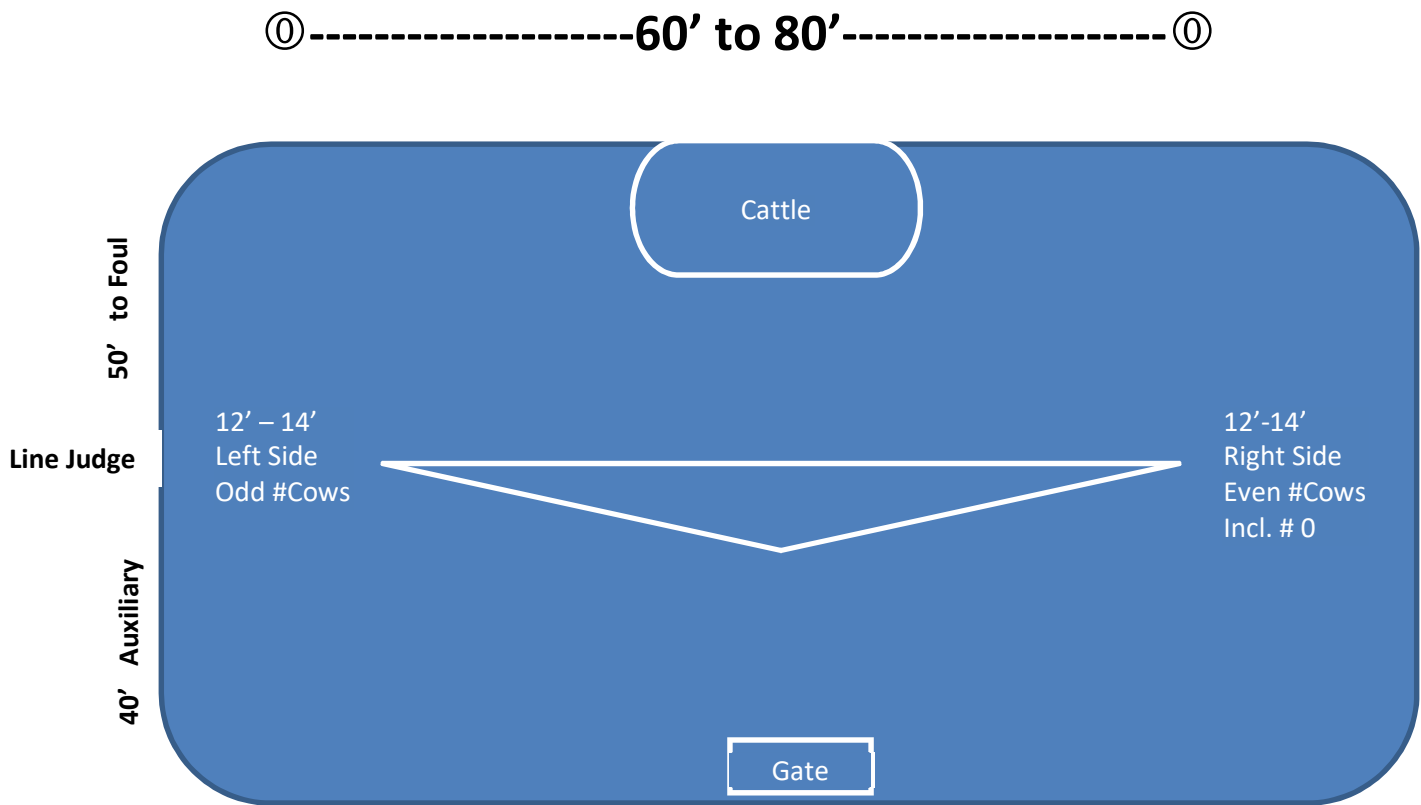 ⓪--------------------60’ to 80’--------------------⓪
Cattle
50’ to Foul
12’ – 14’
Left Side
Odd #Cows
12’-14’
Right Side
Even #Cows
Incl. # 0
Line Judge
40’ Auxiliary
Gate